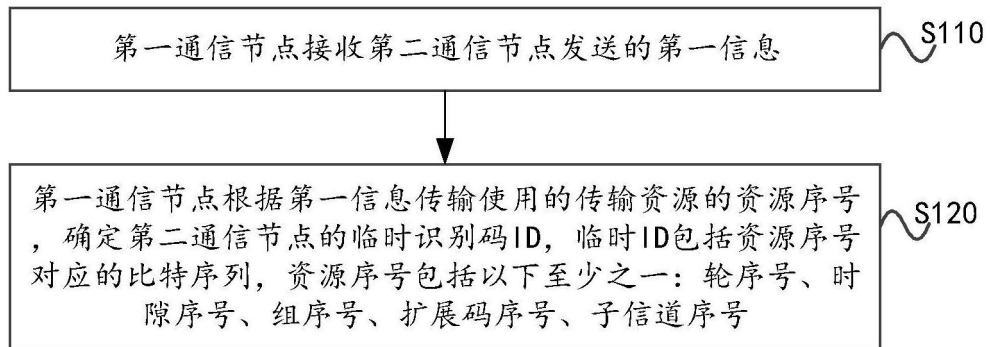 第一通信节点接收第二通信节点发送的第一信息
S110
第一通信节点根据第一信息传输使用的传输资源的资源序号
，确定第二通信节点的临时识别码ID，临时ID包括资源序号
对应的比特序列，资源序号包括以下至少之一：轮序号、时
隙序号、组序号、扩展码序号、子信道序号
S120